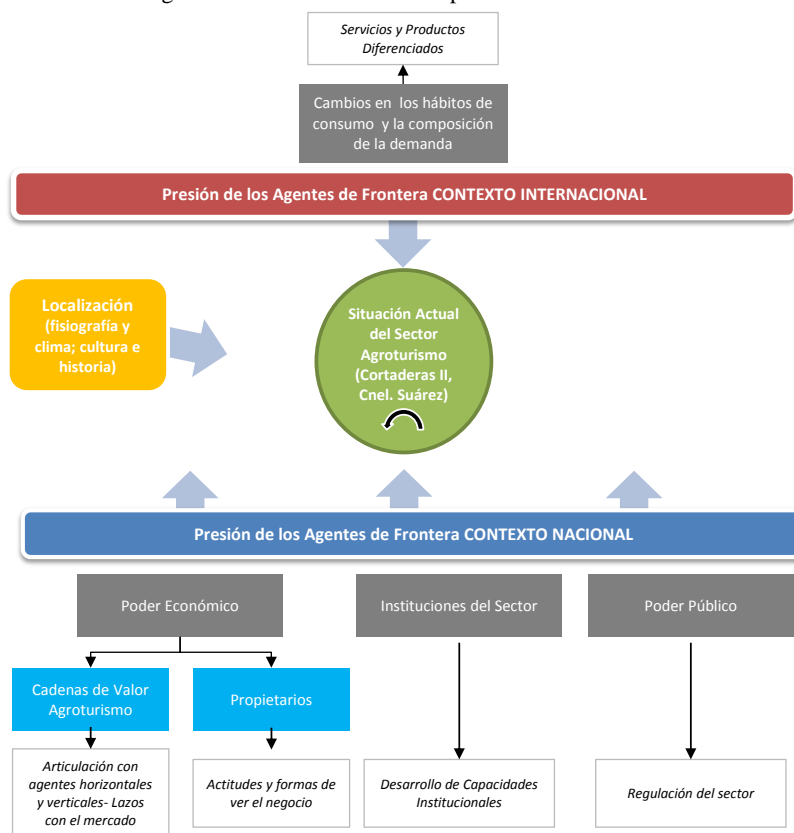 Servicios y Productos
Diferenciados
Cambios en los hábitos de
consumo y la composición
de la demanda
Presión de los Agentes de Frontera CONTEXTO INTERNACIONAL
Localización
(fisiografía y
clima; cultura e
historia)
Situación Actual
del Sector
Agroturismo
(Cortaderas II,
Cnel. Suárez)
Presión de los Agentes de Frontera CONTEXTO NACIONAL
Poder Económico
Instituciones del Sector
Poder Público
Cadenas de Valor
Agroturismo
Propietarios
Articulación con
agentes horizontales
y verticales- Lazos
con el mercado
Actitudes y formas de
ver el negocio
Desarrollo de Capacidades
Institucionales
Regulación del sector